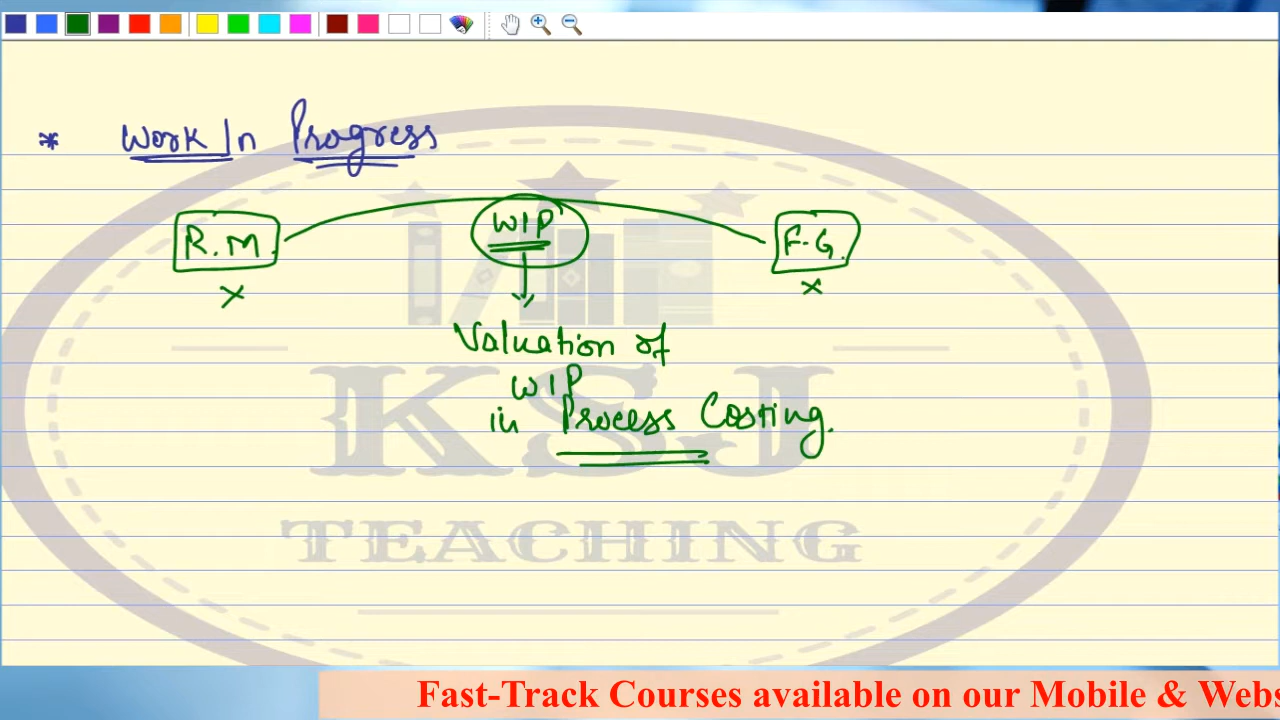 * Work In Progress
R.M. WIP F.G.
x x
Valuation of
WIP
in Process Costing.
KSJ
TEACHING
Fast-Track Courses available on our Mobile & Webs